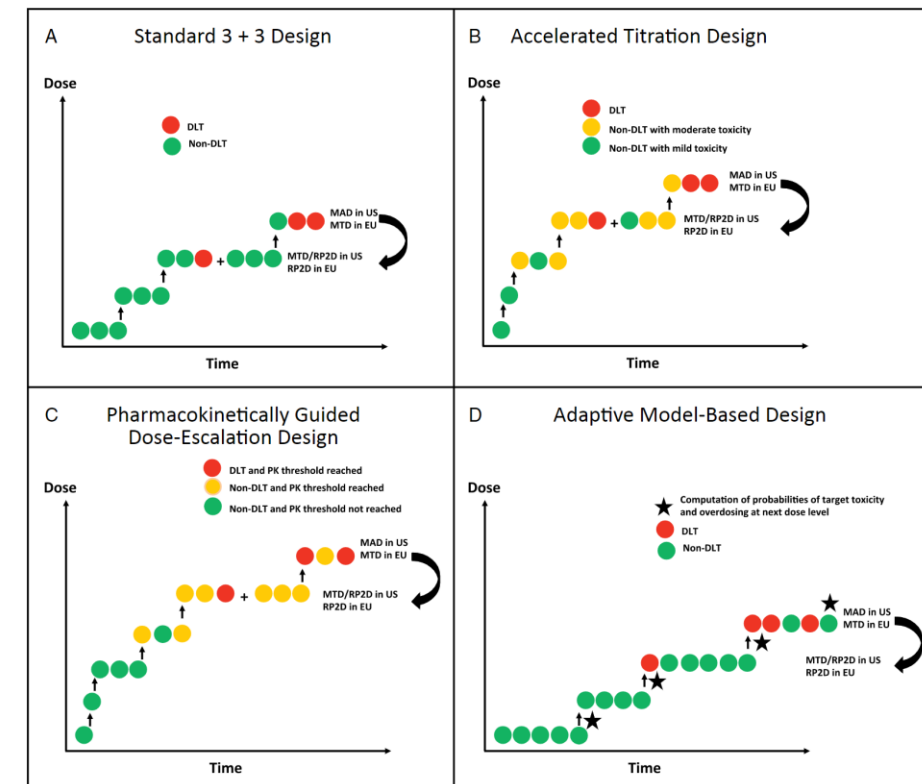 A
Standard 3 + 3 Design
Dose
DLT
Non-DLT
MAD in US
MTD in EU
+
MTD/RP2D in US
RP2D in EU
Time
B
Accelerated Titration Design
Dose
DLT
Non-DLT with moderate toxicity
Non-DLT with mild toxicity
MAD in US
MTD in EU
+
MTD/RP2D in US
RP2D in EU
Time
C
Pharmacokinetically Guided
Dose-Escalation Design
DLT and PK threshold reached
Non-DLT and PK threshold reached
Non-DLT and PK threshold not reached
Dose
MAD in US
MTD in EU
+
MTD/RP2D in US
RP2D in EU
Time
D
Adaptive Model-Based Design
Dose
Computation of probabilities of target toxicity
and overdosing at next dose level
DLT
Non-DLT
MAD in US
MTD in EU
MTD/RP2D in US
RP2D in EU
Time